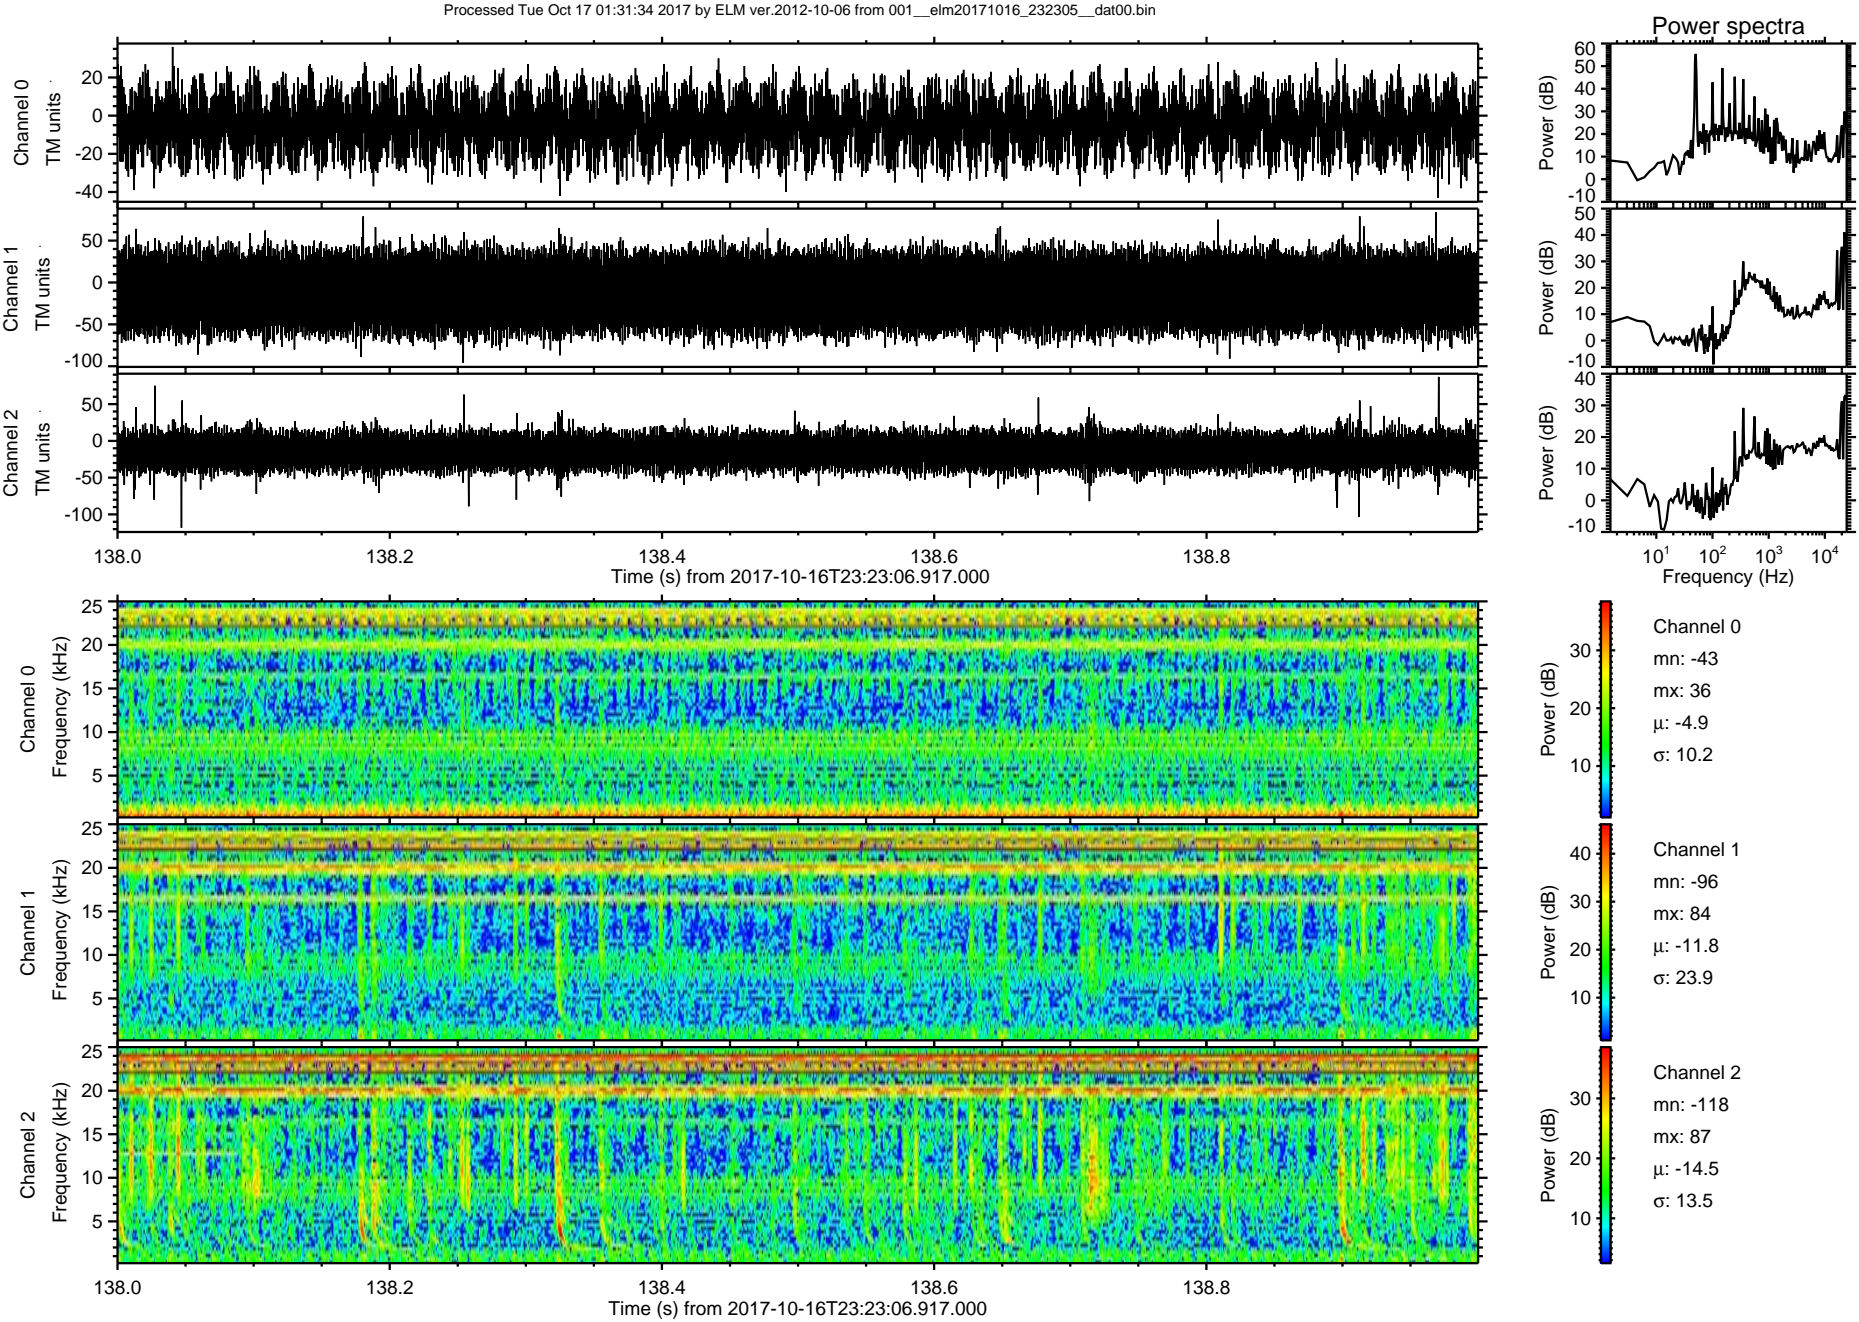 Processed Tue Oct 17 01:31:34 2017 by ELM ver.2012-10-06 from 001__elm20171016_232305__dat00.bin
Power spectra
Channel 0
TM units
20
0
-20
-40
Power (dB)
60
50
40
30
20
10
0
-10
Channel 1
TM units
50
0
-50
-100
Power (dB)
50
40
30
20
10
0
-10
Channel 2
TM units
50
0
-50
-100
Power (dB)
40
30
20
10
0
-10
138.0 138.2 138.4 138.6 138.8
Time (s) from 2017-10-16T23:23:06.917.000
10¹ 10² 10³ 10⁴
Frequency (Hz)
Channel 0
Frequency (kHz)
25
20
15
10
5
Power (dB)
30
20
10
Channel 0
mn: -43
mx: 36
μ: -4.9
σ: 10.2
Channel 1
Frequency (kHz)
25
20
15
10
5
Power (dB)
40
30
20
10
Channel 1
mn: -96
mx: 84
μ: -11.8
σ: 23.9
Channel 2
Frequency (kHz)
25
20
15
10
5
Power (dB)
30
20
10
Channel 2
mn: -118
mx: 87
μ: -14.5
σ: 13.5
138.0 138.2 138.4 138.6 138.8
Time (s) from 2017-10-16T23:23:06.917.000